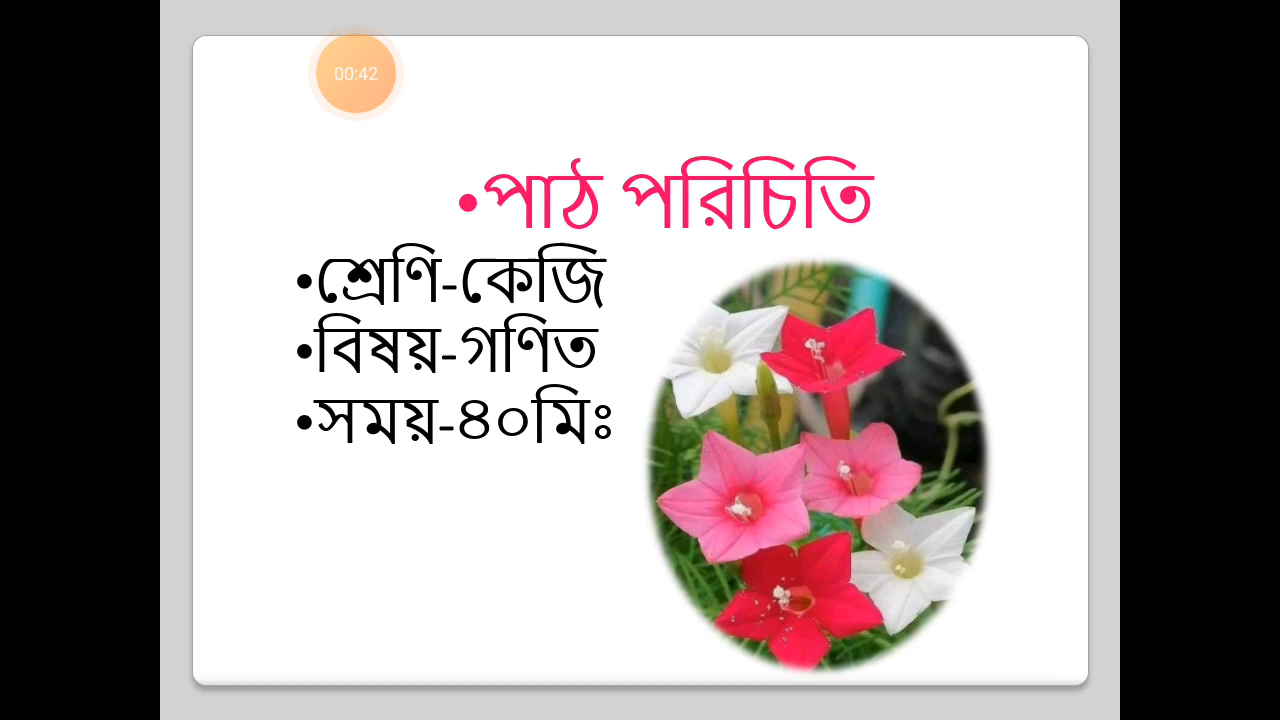 00:42
•পাঠ পরিচিতি
•শ্রেণি-কেজি
•বিষয়-গণিত
•সময়-৪০মিঃ